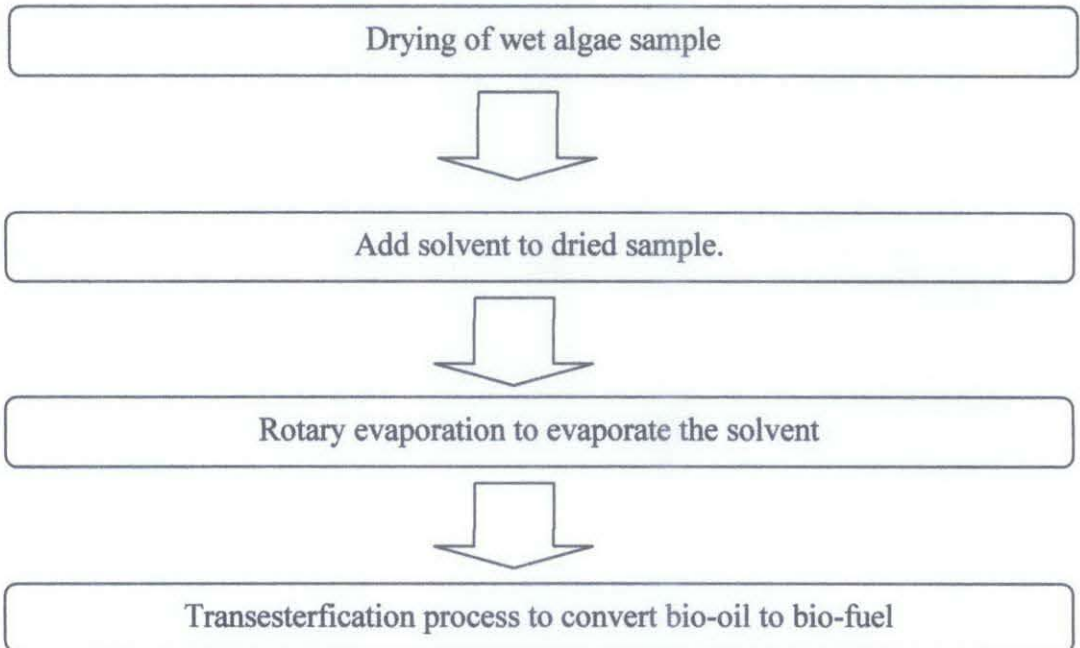 Drying of wet algae sample
Add solvent to dried sample.
Rotary evaporation to evaporate the solvent
Transesterfication process to convert bio-oil to bio-fuel